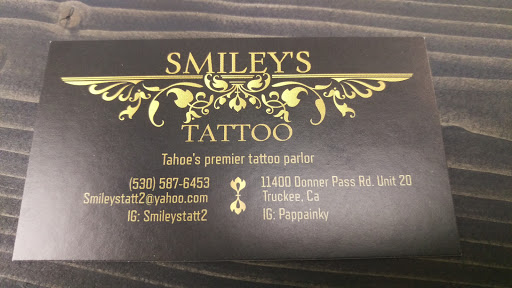 SMILEY'S
TATTOO
Tahoe's premier tattoo parlor
(530) 587-6453
Smileystatt2@yahoo.com
IG: Smileystatt2
11400 Donner Pass Rd. Unit 20
Truckee, Ca
IG: Pappainky